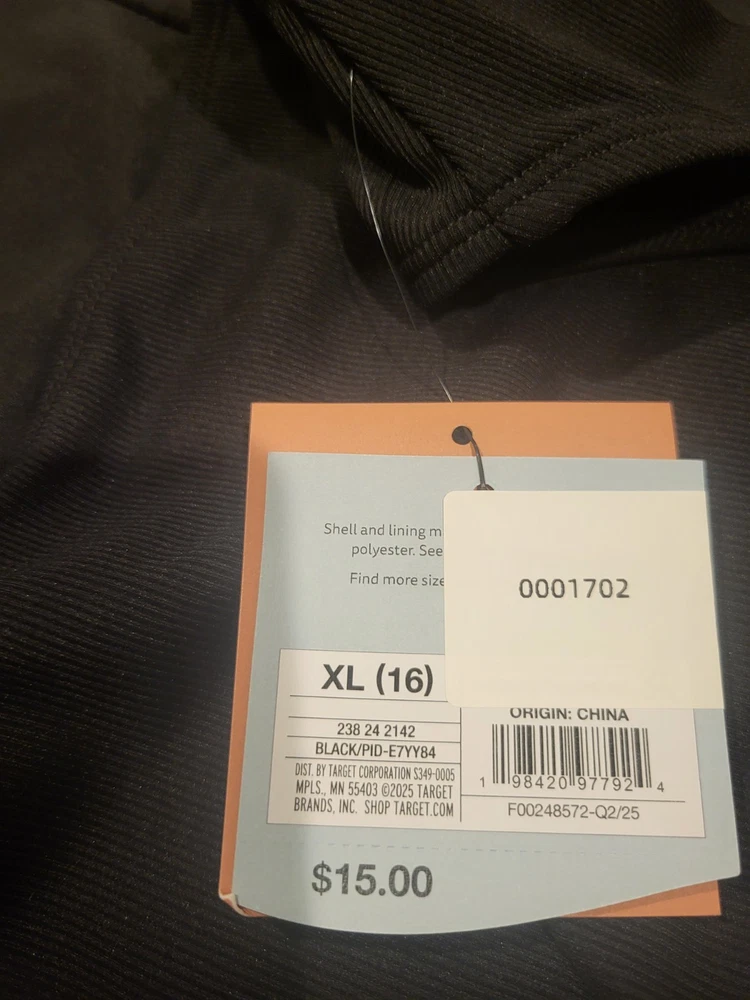 Shell and lining m
polyester. See
Find more size
0001702
XL (16)
238 24 2142
BLACK/PID-E7YY84
DIST. BY TARGET CORPORATION S349-0005
MPLS., MN 55403 ©2025 TARGET
BRANDS, INC. SHOP TARGET.COM
ORIGIN: CHINA
1 98420 97792 4
F00248572-Q2/25
$15.00